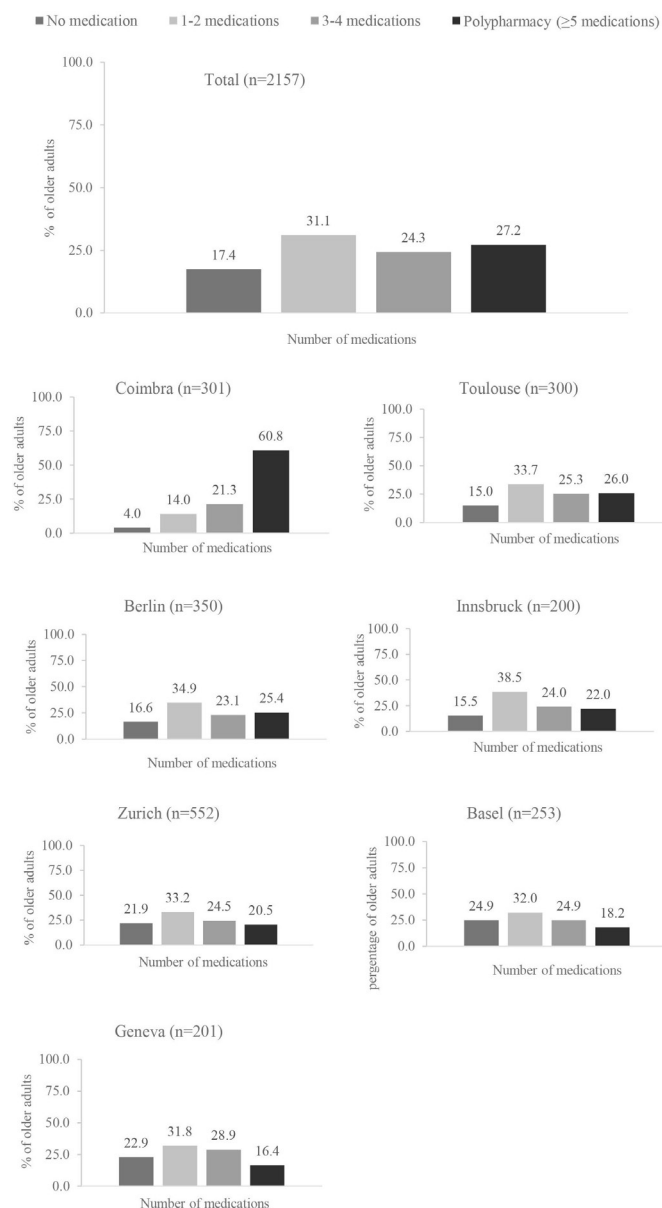 No medication 1-2 medications 3-4 medications Polypharmacy (≥5 medications)
Total (n=2157)
% of older adults
100.0
75.0
50.0
25.0
0.0
17.4
31.1
24.3
27.2
Number of medications
Coimbra (n=301)
% of older adults
100.0
75.0
50.0
25.0
0.0
4.0
14.0
21.3
60.8
Number of medications
Toulouse (n=300)
% of older adults
100.0
75.0
50.0
25.0
0.0
15.0
33.7
25.3
26.0
Number of medications
Berlin (n=350)
% of older adults
100.0
75.0
50.0
25.0
0.0
16.6
34.9
23.1
25.4
Number of medications
Innsbruck (n=200)
% of older adults
100.0
75.0
50.0
25.0
0.0
15.5
38.5
24.0
22.0
Number of medications
Zurich (n=552)
% of older adults
100.0
75.0
50.0
25.0
0.0
21.9
33.2
24.5
20.5
Number of medications
Basel (n=253)
pergentage of older adults
100.0
75.0
50.0
25.0
0.0
24.9
32.0
24.9
18.2
Number of medications
Geneva (n=201)
% of older adults
100.0
75.0
50.0
25.0
0.0
22.9
31.8
28.9
16.4
Number of medications